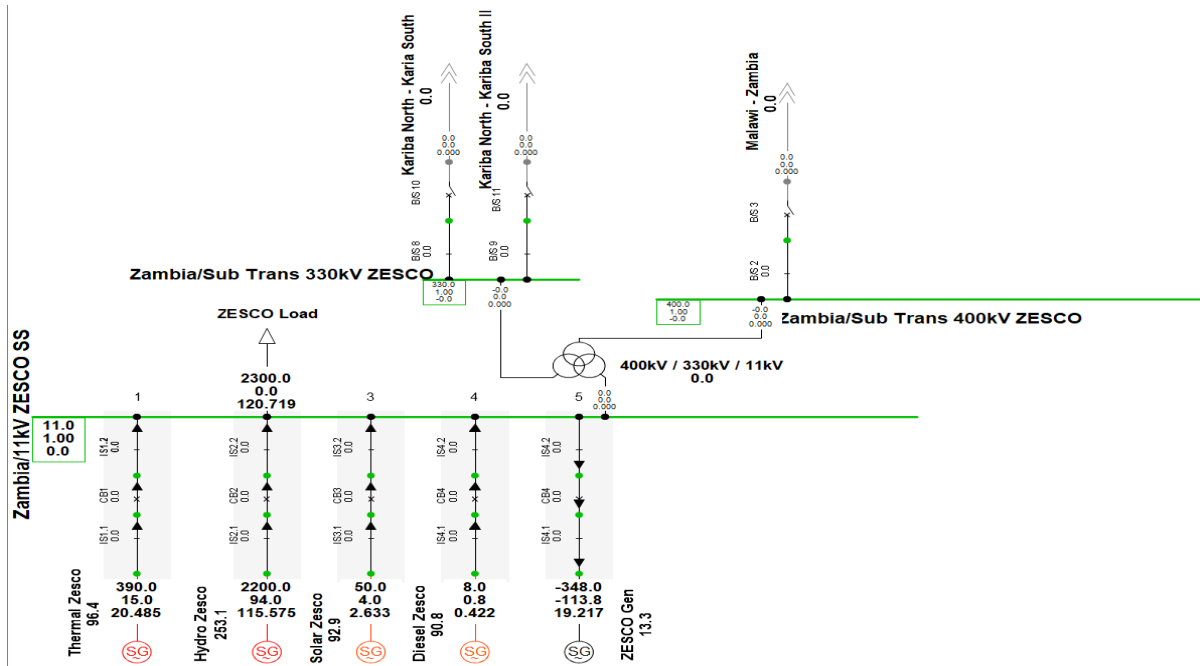 Kariba North - Karia South
0.0
Kariba North - Kariba South II
0.0
Malawi - Zambia
0.0
0.0
0.0
0.000
0.0
0.0
0.000
0.0
0.0
0.000
B/S 10
B/S 11
B/S 3
B/S 8
0.0
B/S 9
0.0
B/S 2
0.0
Zambia/Sub Trans 330kV ZESCO
330.0
1.00
-0.0
-0.0
0.0
0.000
400.0
1.00
-0.0
-0.0
0.0
0.000
Zambia/Sub Trans 400kV ZESCO
ZESCO Load
2300.0
0.0
120.719
400kV / 330kV / 11kV
0.0
0.0
0.0
0.000
Zambia/11kV ZESCO SS
11.0
1.00
0.0
1
3
4
5
IS1.2
0.0
IS2.2
0.0
IS3.2
0.0
IS4.2
0.0
IS4.2
0.0
CB1
0.0
CB2
0.0
CB3
0.0
CB4
0.0
CB4
0.0
IS1.1
0.0
IS2.1
0.0
IS3.1
0.0
IS4.1
0.0
IS4.1
0.0
Thermal Zesco
96.4
390.0
15.0
20.485
SG
Hydro Zesco
253.1
2200.0
94.0
115.575
SG
Solar Zesco
92.9
50.0
4.0
2.633
SG
Diesel Zesco
90.8
8.0
0.8
0.422
SG
-348.0
-113.8
19.217
SG
ZESCO Gen
13.3